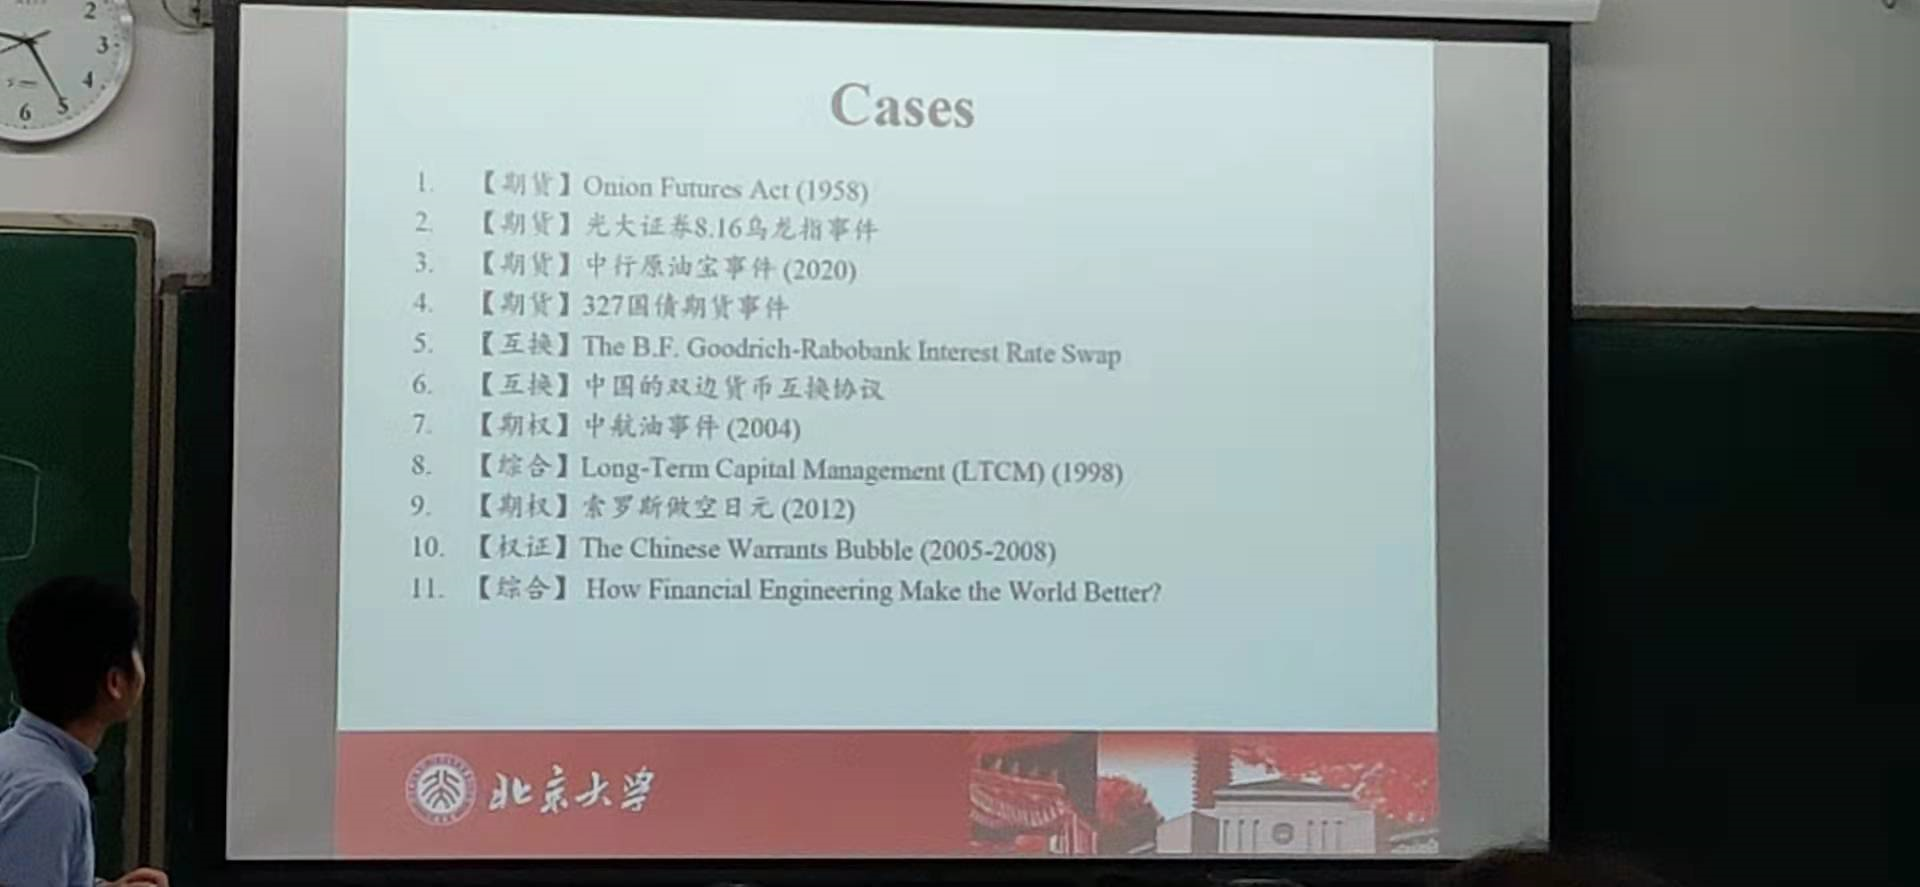 2
3
4
5
6
Cases
1. 【期货】Onion Futures Act (1958)
2. 【期货】光大证券8.16乌龙指事件
3. 【期货】中行原油宝事件 (2020)
4. 【期货】327国债期货事件
5. 【互换】The B.F. Goodrich-Rabobank Interest Rate Swap
6. 【互换】中国的双边货币互换协议
7. 【期权】中航油事件 (2004)
8. 【综合】Long-Term Capital Management (LTCM) (1998)
9. 【期权】索罗斯做空日元 (2012)
10. 【权证】The Chinese Warrants Bubble (2005-2008)
11. 【综合】 How Financial Engineering Make the World Better?
北京大学